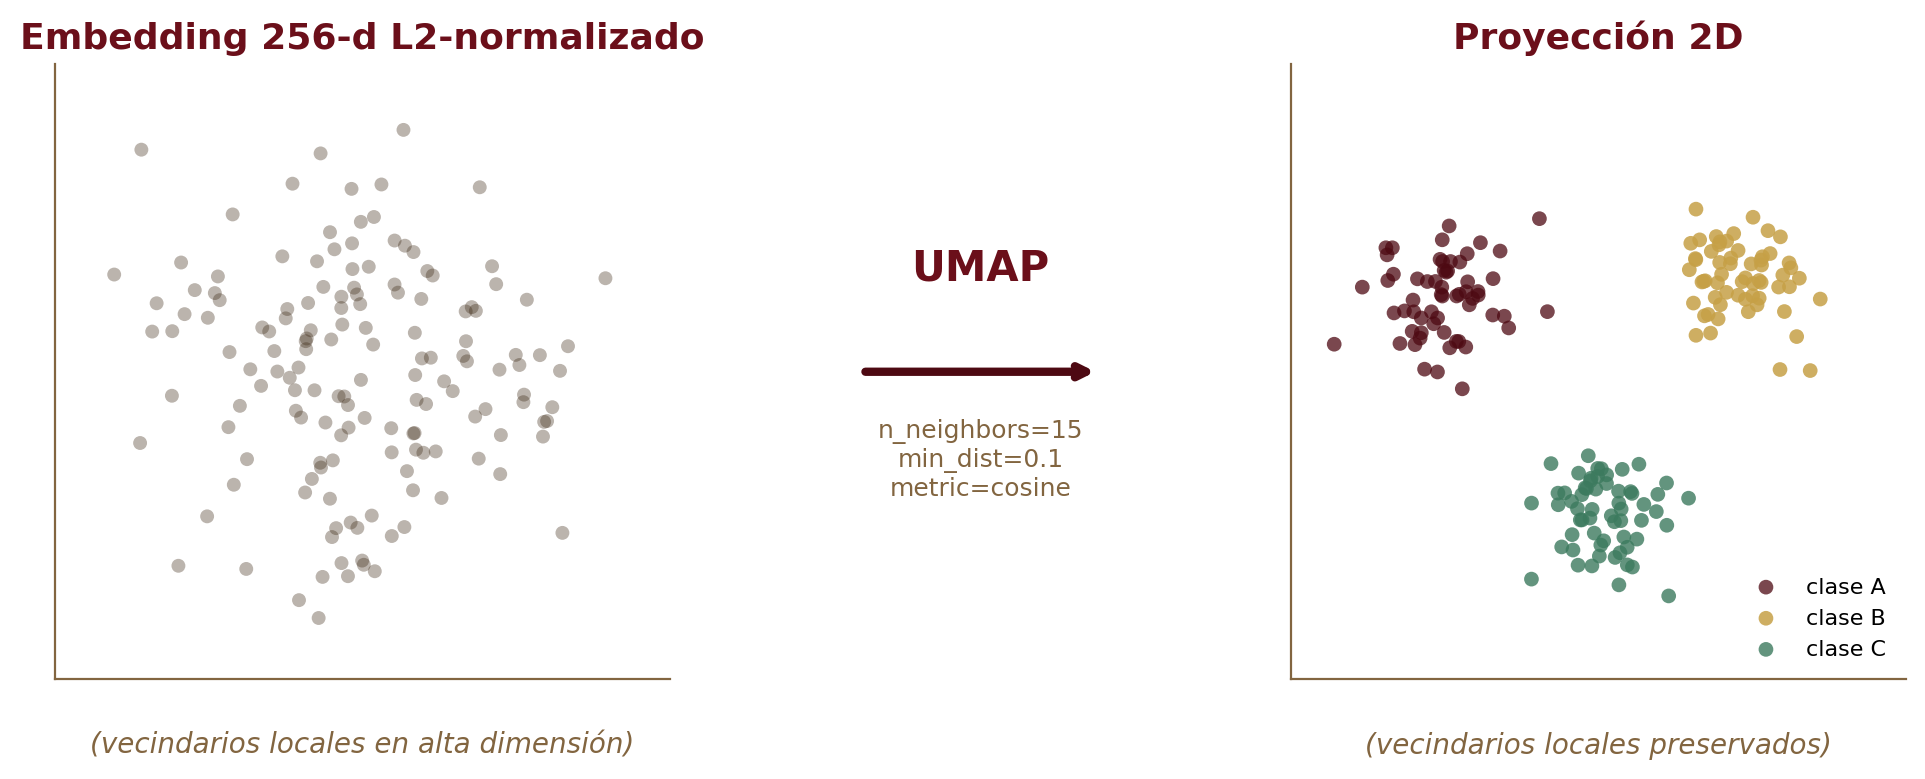 Embedding 256-d L2-normalizado
(vecindarios locales en alta dimensión)
UMAP
n_neighbors=15
min_dist=0.1
metric=cosine
Proyección 2D
clase A
clase B
clase C
(vecindarios locales preservados)